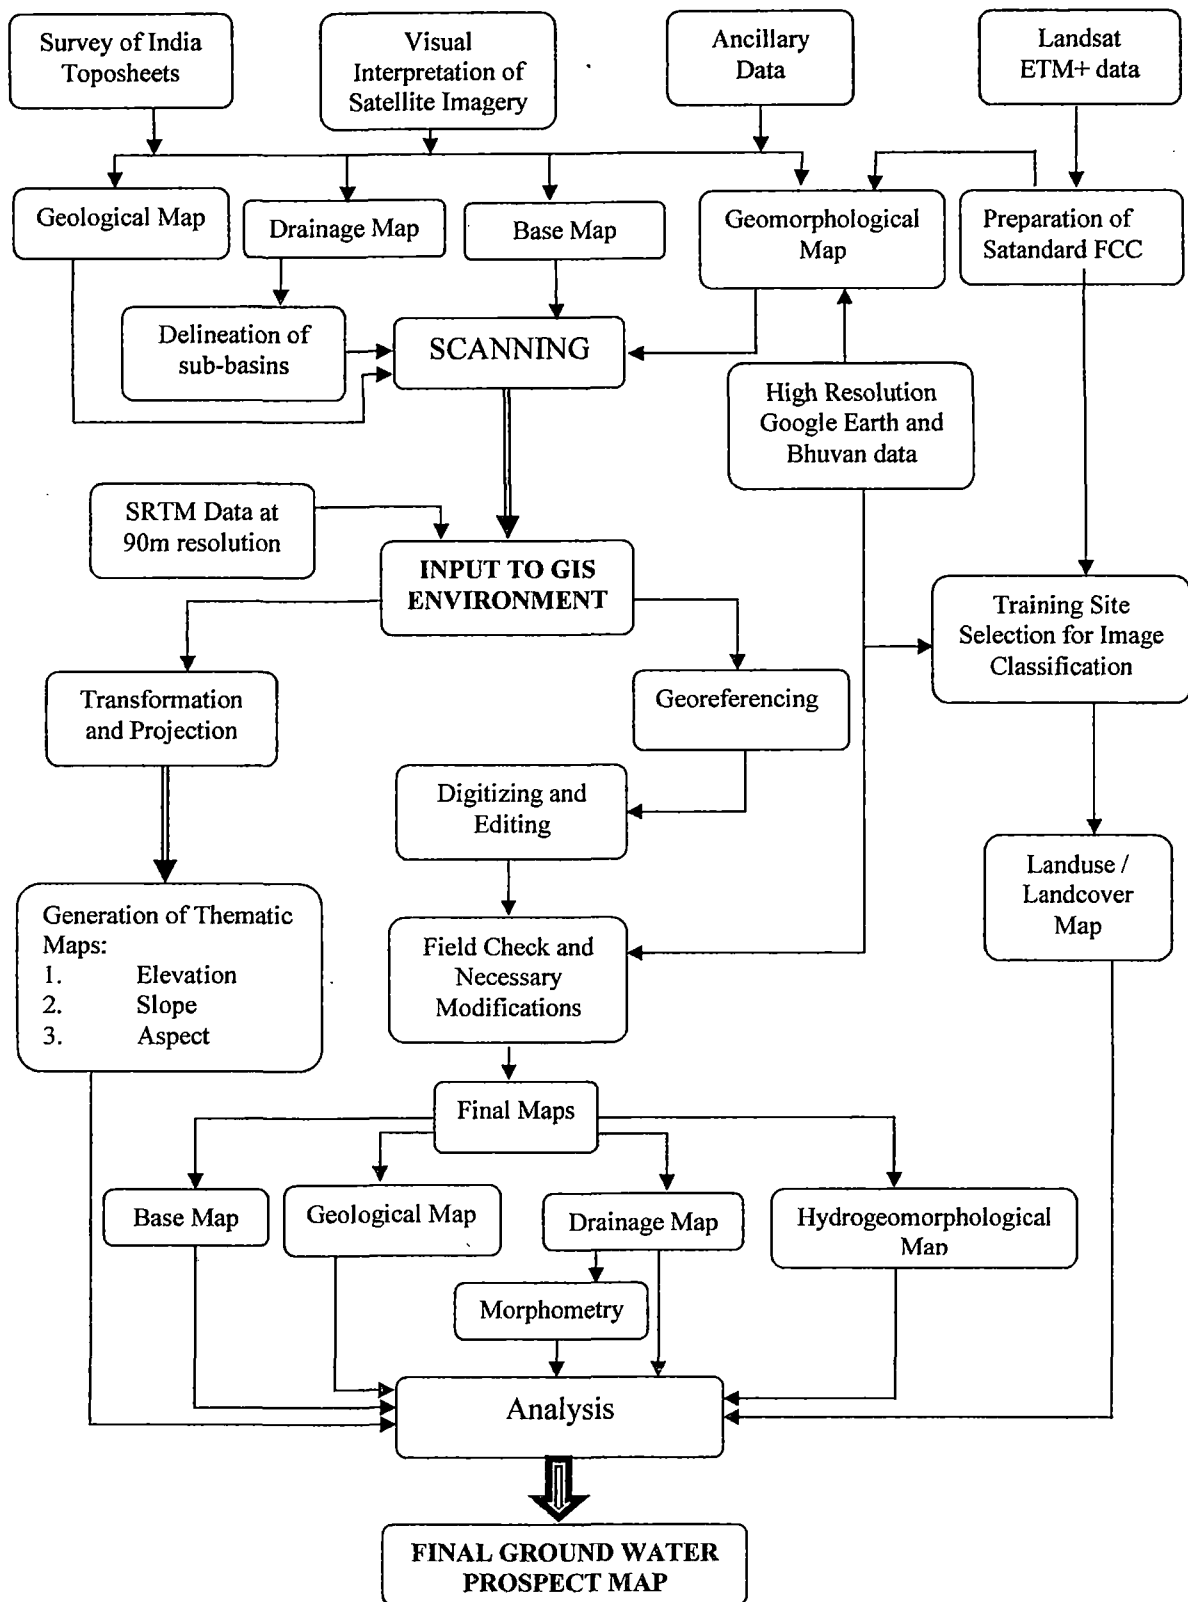 Survey of India
Toposheets
Visual
Interpretation of
Satellite Imagery
Ancillary
Data
Landsat
ETM+ data
Geological Map
Drainage Map
Base Map
Geomorphological
Map
Preparation of
Satandard FCC
Delineation of
sub-basins
SCANNING
High Resolution
Google Earth and
Bhuvan data
SRTM Data at
90m resolution
INPUT TO GIS
ENVIRONMENT
Training Site
Selection for Image
Classification
Transformation
and Projection
Georeferencing
Digitizing and
Editing
Landuse /
Landcover
Map
Generation of Thematic
Maps:
1. Elevation
2. Slope
3. Aspect
Field Check and
Necessary
Modifications
Final Maps
Base Map
Geological Map
Drainage Map
Hydrogeomorphological
Map
Morphometry
Analysis
FINAL GROUND WATER
PROSPECT MAP